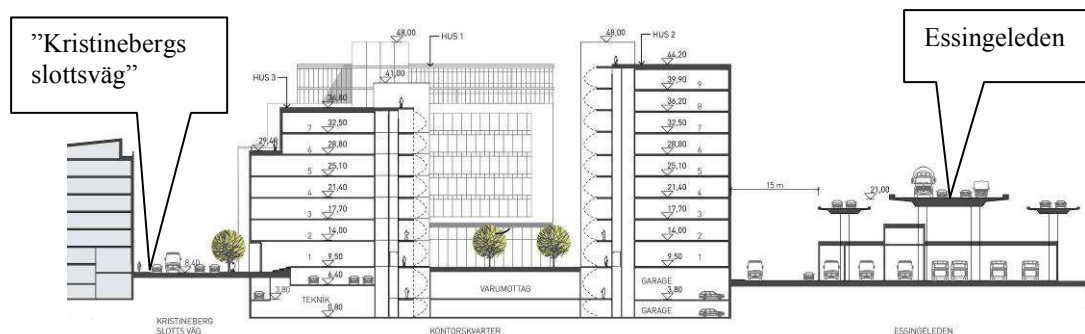 ”Kristinebergs
slottsväg”
Essingeleden
48,00
HUS 1
48,00
HUS 2
44,20
HUS 3
41,00
39,90
9
36,80
36,20
8
7
32,50
32,50
7
29,40
6
28,80
28,80
6
5
25,10
25,10
5
15 m
4
21,40
21,40
4
21,00
3
17,70
17,70
3
2
14,00
14,00
2
1
9,50
9,50
1
8,40
6,40
TEKNIK
VARUMOTTAG
GARAGE
3,80
3,80
0,80
GARAGE
KRISTINEBERG
SLOTTS VÄG
KONTORSKVARTER
ESSINGELEDEN